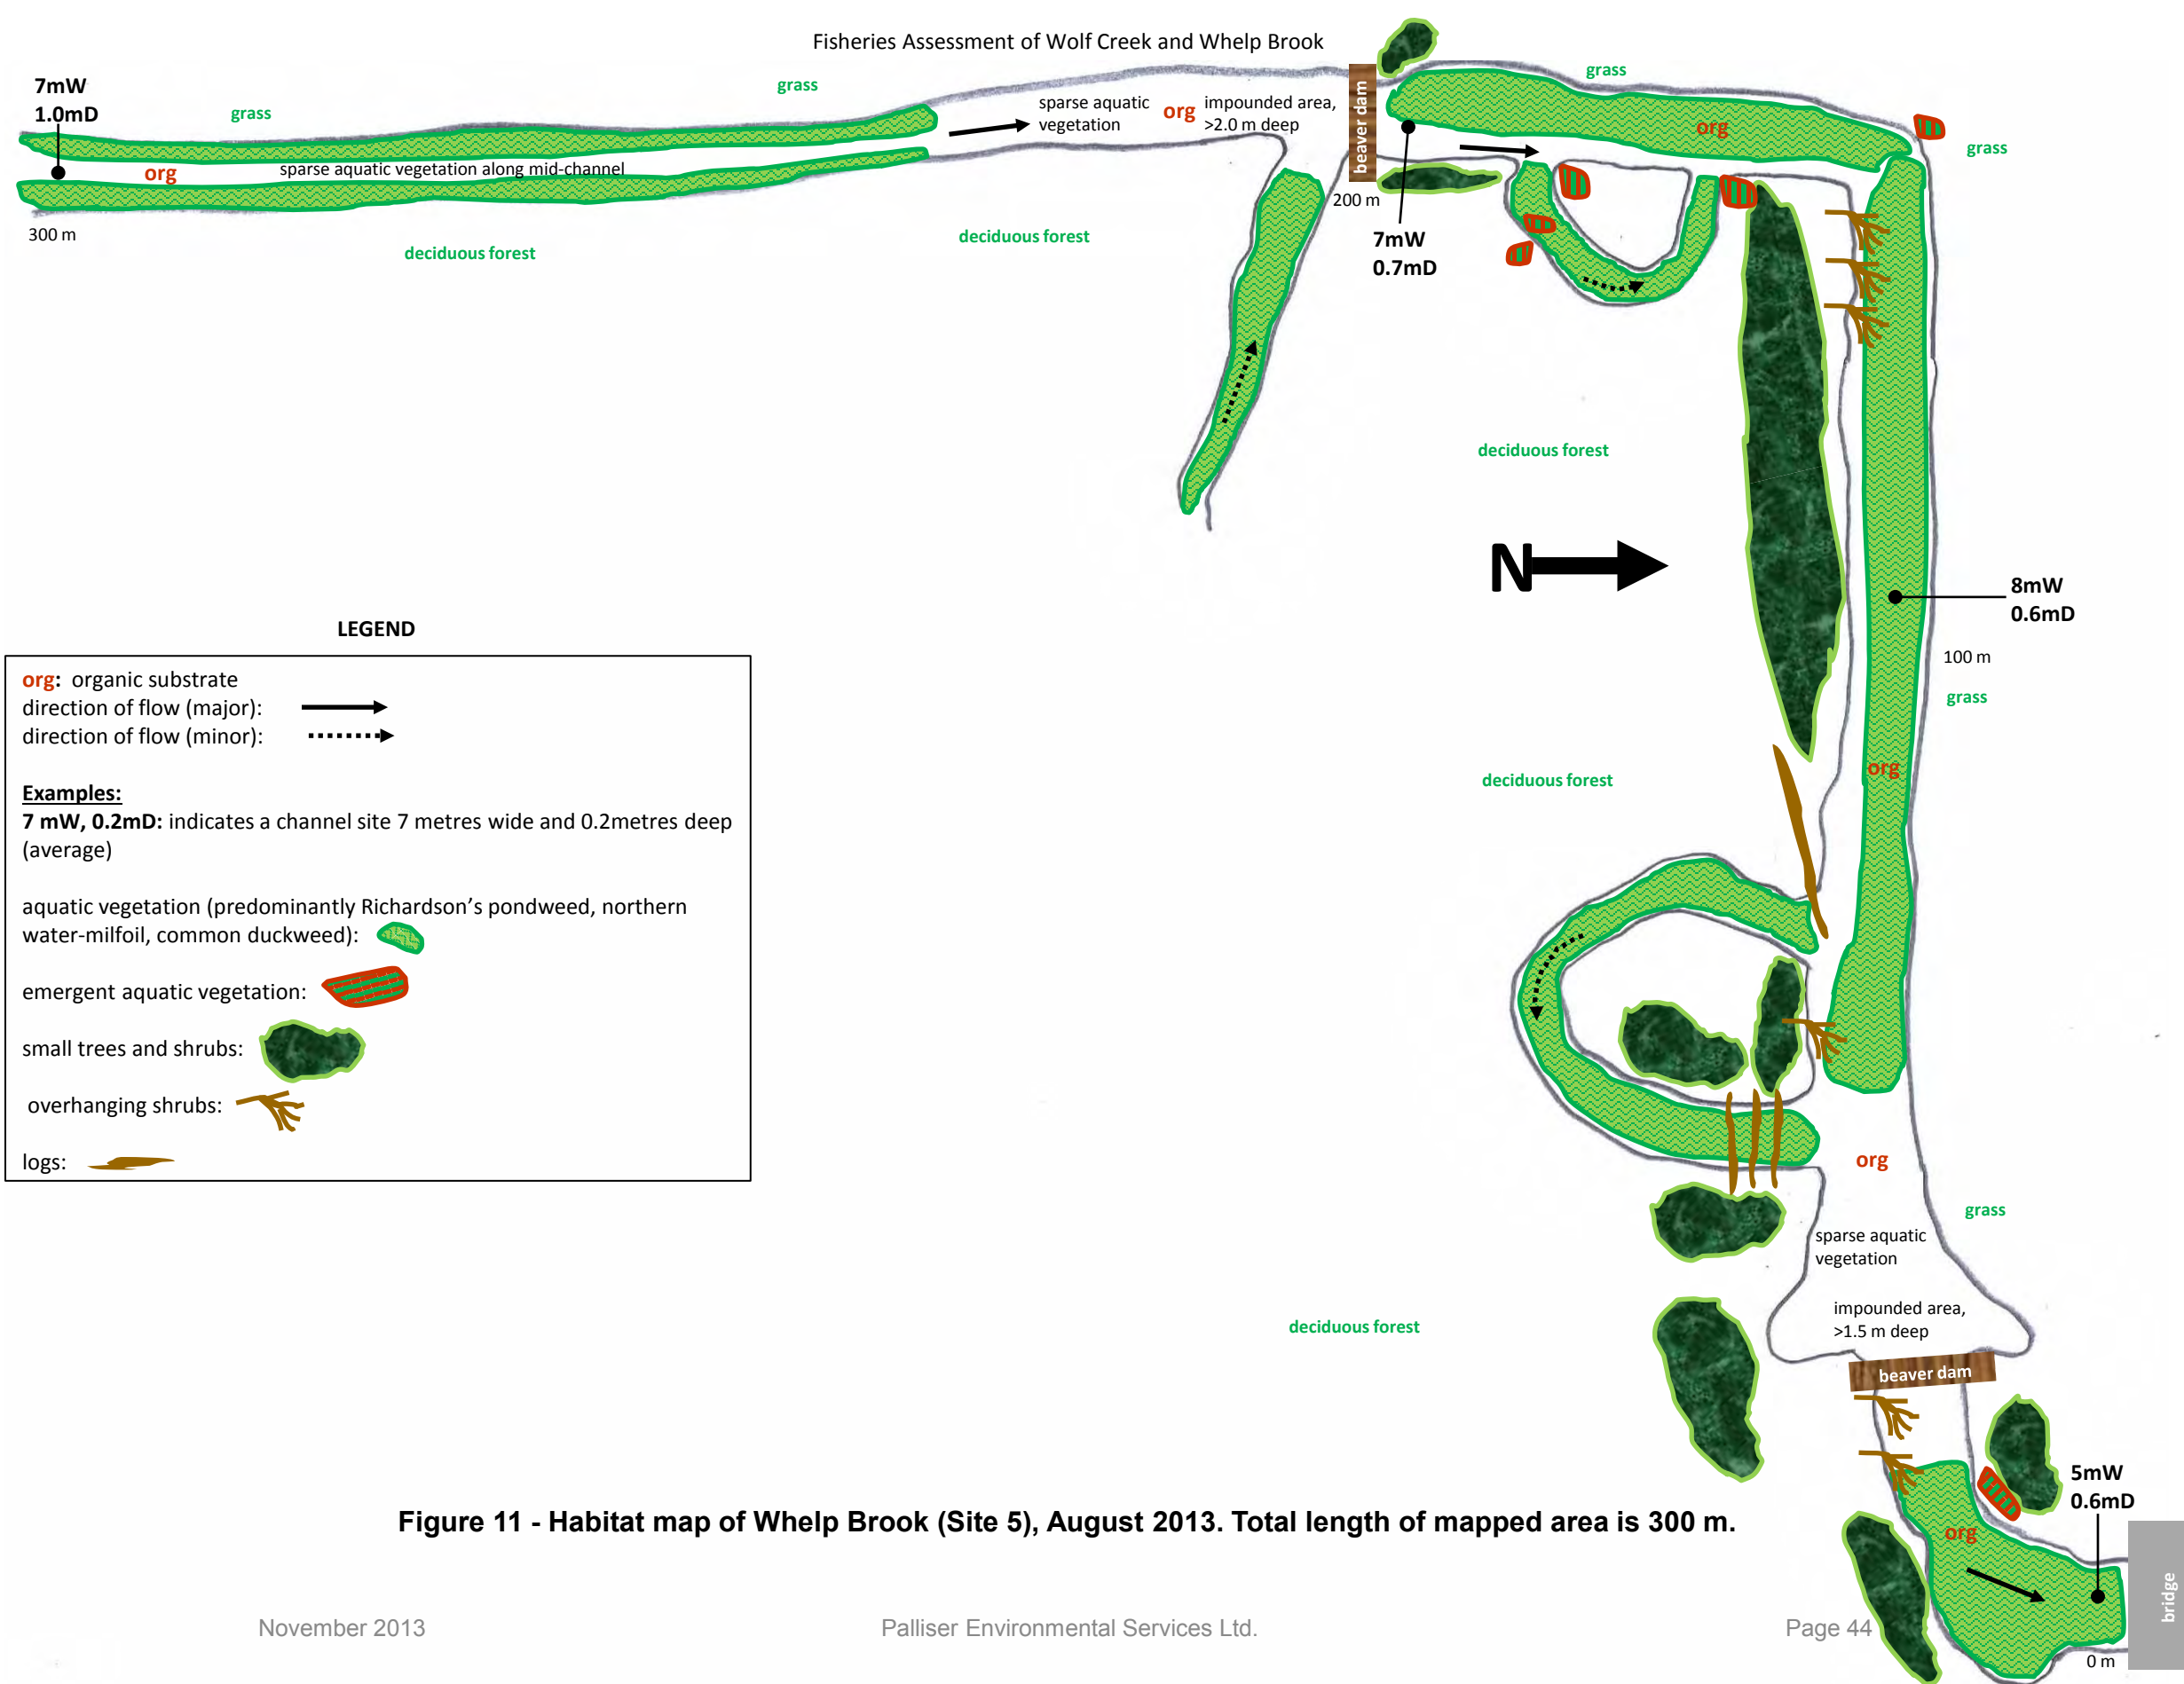 Fisheries Assessment of Wolf Creek and Whelp Brook
7mW
1.0mD
grass
grass
org
sparse aquatic vegetation along mid-channel
300 m
deciduous forest
deciduous forest
sparse aquatic
vegetation
org
impounded area,
>2.0 m deep
beaver dam
200 m
7mW
0.7mD
grass
org
grass
deciduous forest
N
8mW
0.6mD
100 m
grass
org
deciduous forest
org
grass
sparse aquatic
vegetation
impounded area,
>1.5 m deep
deciduous forest
beaver dam
5mW
0.6mD
org
bridge
0 m
LEGEND
org: organic substrate
direction of flow (major):
direction of flow (minor):
Examples:
7 mW, 0.2mD: indicates a channel site 7 metres wide and 0.2metres deep
(average)
aquatic vegetation (predominantly Richardson's pondweed, northern
water-milfoil, common duckweed):
emergent aquatic vegetation:
small trees and shrubs:
overhanging shrubs:
logs:
Figure 11 - Habitat map of Whelp Brook (Site 5), August 2013. Total length of mapped area is 300 m.
November 2013
Palliser Environmental Services Ltd.
Page 44